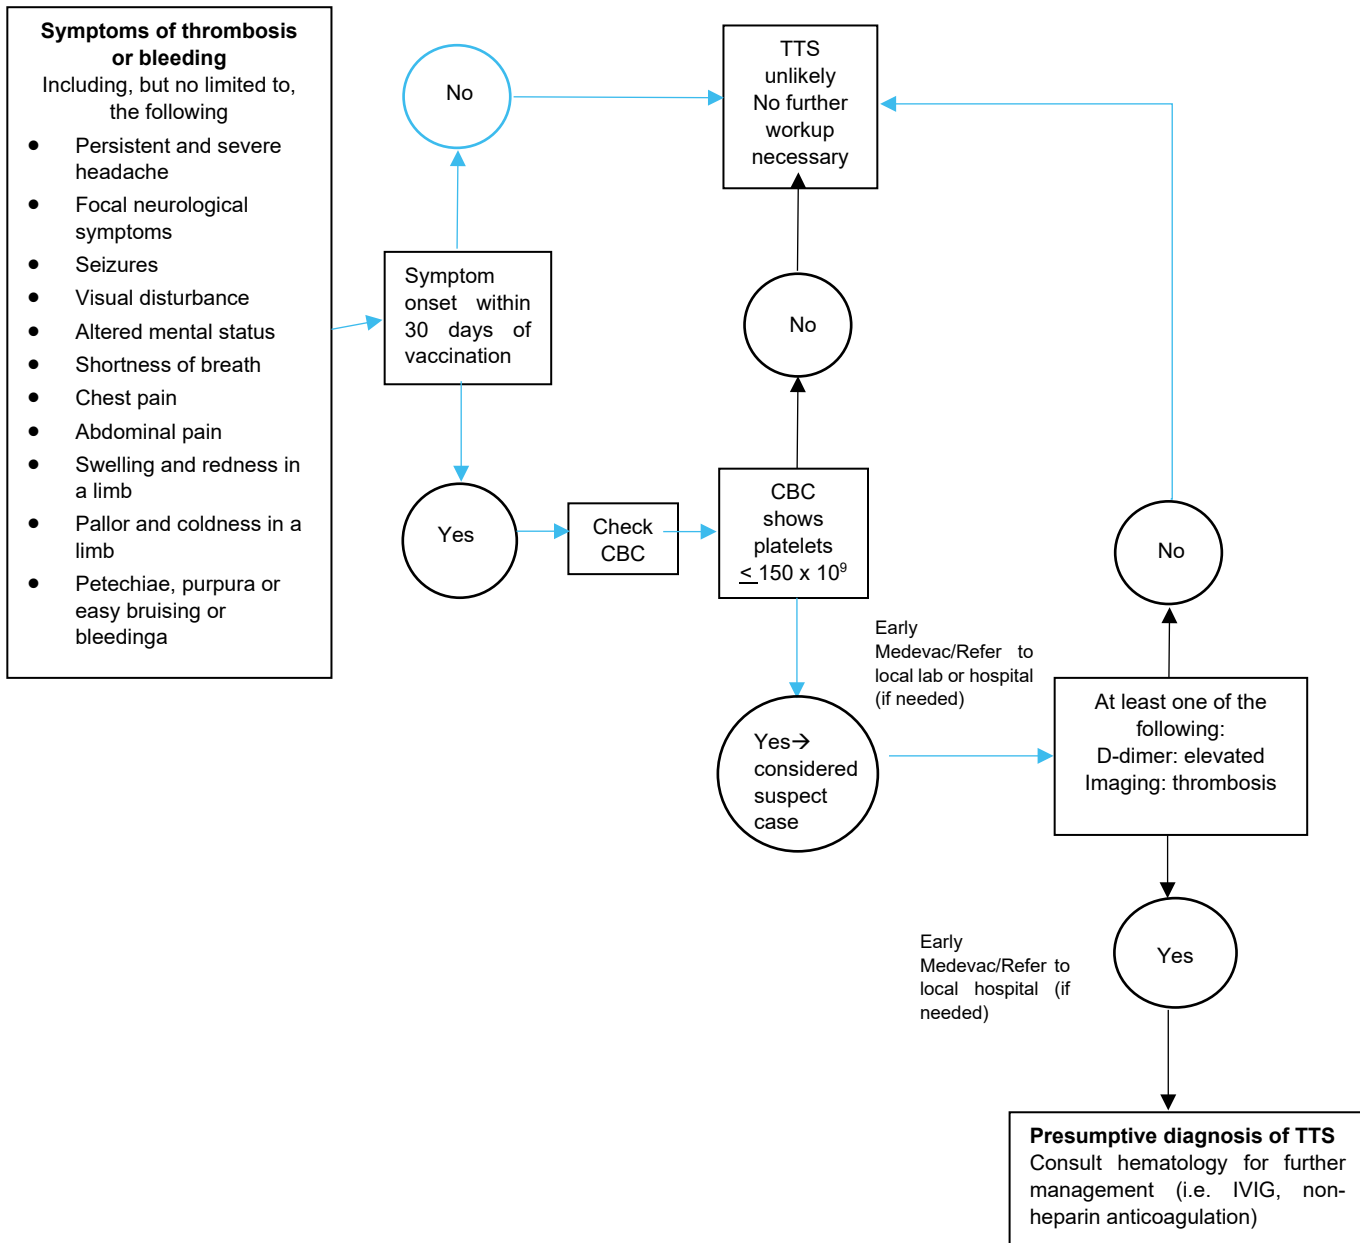 Symptoms of thrombosis
or bleeding
Including, but no limited to,
the following
● Persistent and severe
headache
● Focal neurological
symptoms
● Seizures
● Visual disturbance
● Altered mental status
● Shortness of breath
● Chest pain
● Abdominal pain
● Swelling and redness in
a limb
● Pallor and coldness in a
limb
● Petechiae, purpura or
easy bruising or
bleedinga
No
TTS
unlikely
No further
workup
necessary
Symptom
onset within
30 days of
vaccination
No
Yes
Check
CBC
CBC
shows
platelets
< 150 x 10⁹
No
Early
Medevac/Refer to
local lab or hospital
(if needed)
Yes→
considered
suspect
case
At least one of the
following:
D-dimer: elevated
Imaging: thrombosis
Early
Medevac/Refer to
local hospital (if
needed)
Yes
Presumptive diagnosis of TTS
Consult hematology for further
management (i.e. IVIG, non-
heparin anticoagulation)